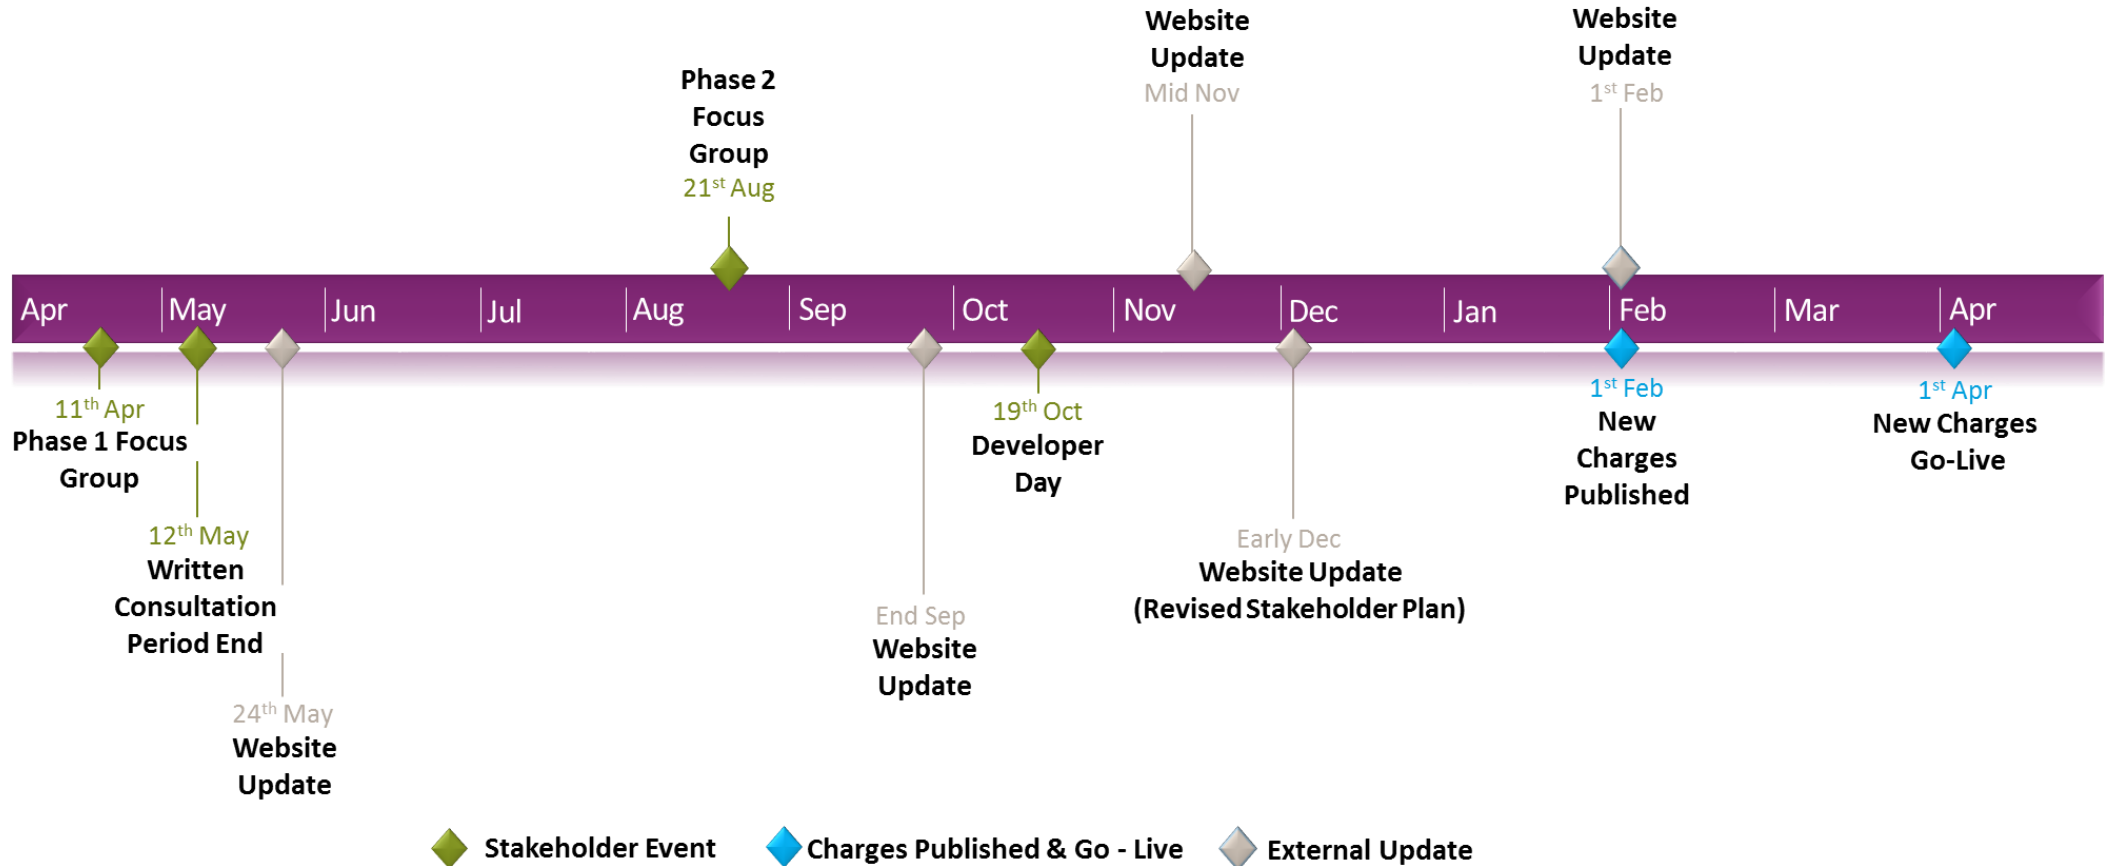 Website
Update
Mid Nov
Website
Update
1st Feb
Phase 2
Focus
Group
21st Aug
Apr
May
Jun
Jul
Aug
Sep
Oct
Nov
Dec
Jan
Feb
Mar
Apr
11th Apr
Phase 1 Focus
Group
12th May
Written
Consultation
Period End
24th May
Website
Update
End Sep
Website
Update
19th Oct
Developer
Day
Early Dec
Website Update
(Revised Stakeholder Plan)
1st Feb
New
Charges
Published
1st Apr
New Charges
Go-Live
Stakeholder Event
Charges Published & Go - Live
External Update